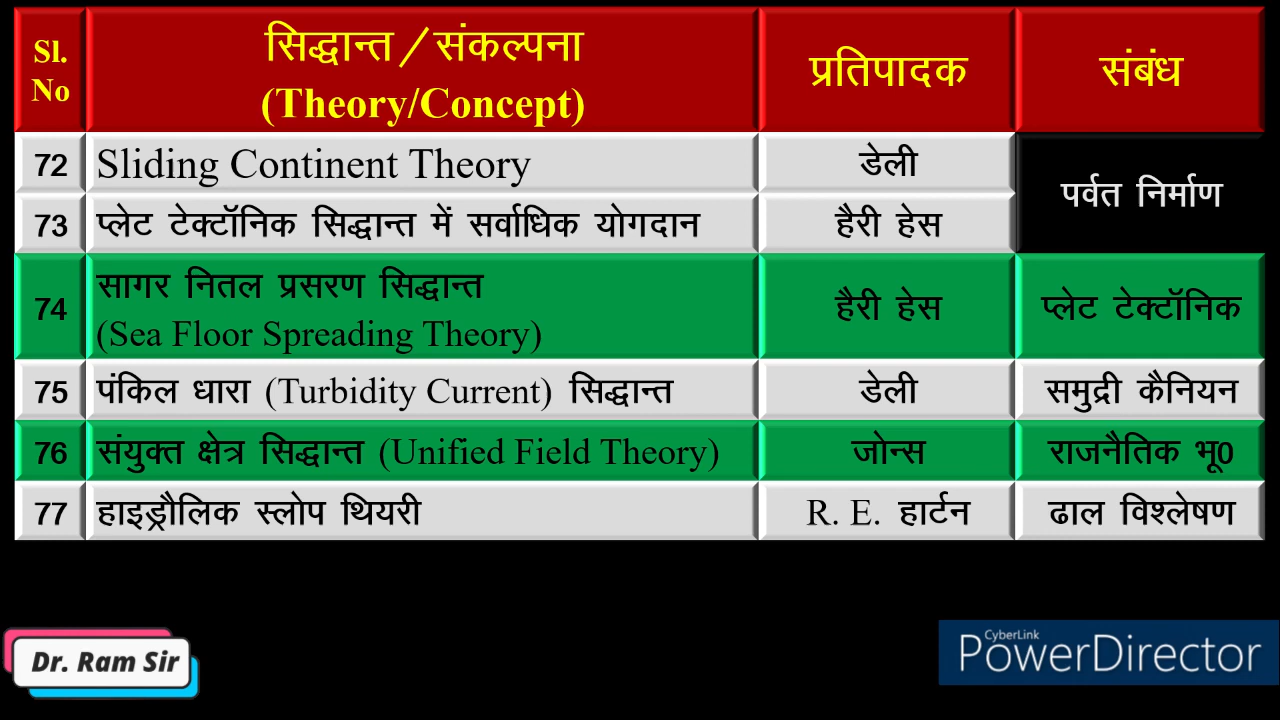 Sl.
No
सिद्धान्त/संकल्पना
(Theory/Concept)
प्रतिपादक
संबंध
72
Sliding Continent Theory
डेली
पर्वत निर्माण
73
प्लेट टेक्टॉनिक सिद्धान्त में सर्वाधिक योगदान
हैरी हेस
74
सागर नितल प्रसरण सिद्धान्त
(Sea Floor Spreading Theory)
हैरी हेस
प्लेट टेक्टॉनिक
75
पंकिल धारा (Turbidity Current) सिद्धान्त
डेली
समुद्री कैनियन
76
संयुक्त क्षेत्र सिद्धान्त (Unified Field Theory)
जोन्स
राजनैतिक भू0
77
हाइड्रौलिक स्लोप थियरी
R. E. हार्टन
ढाल विश्लेषण
Dr. Ram Sir
CyberLink
PowerDirector